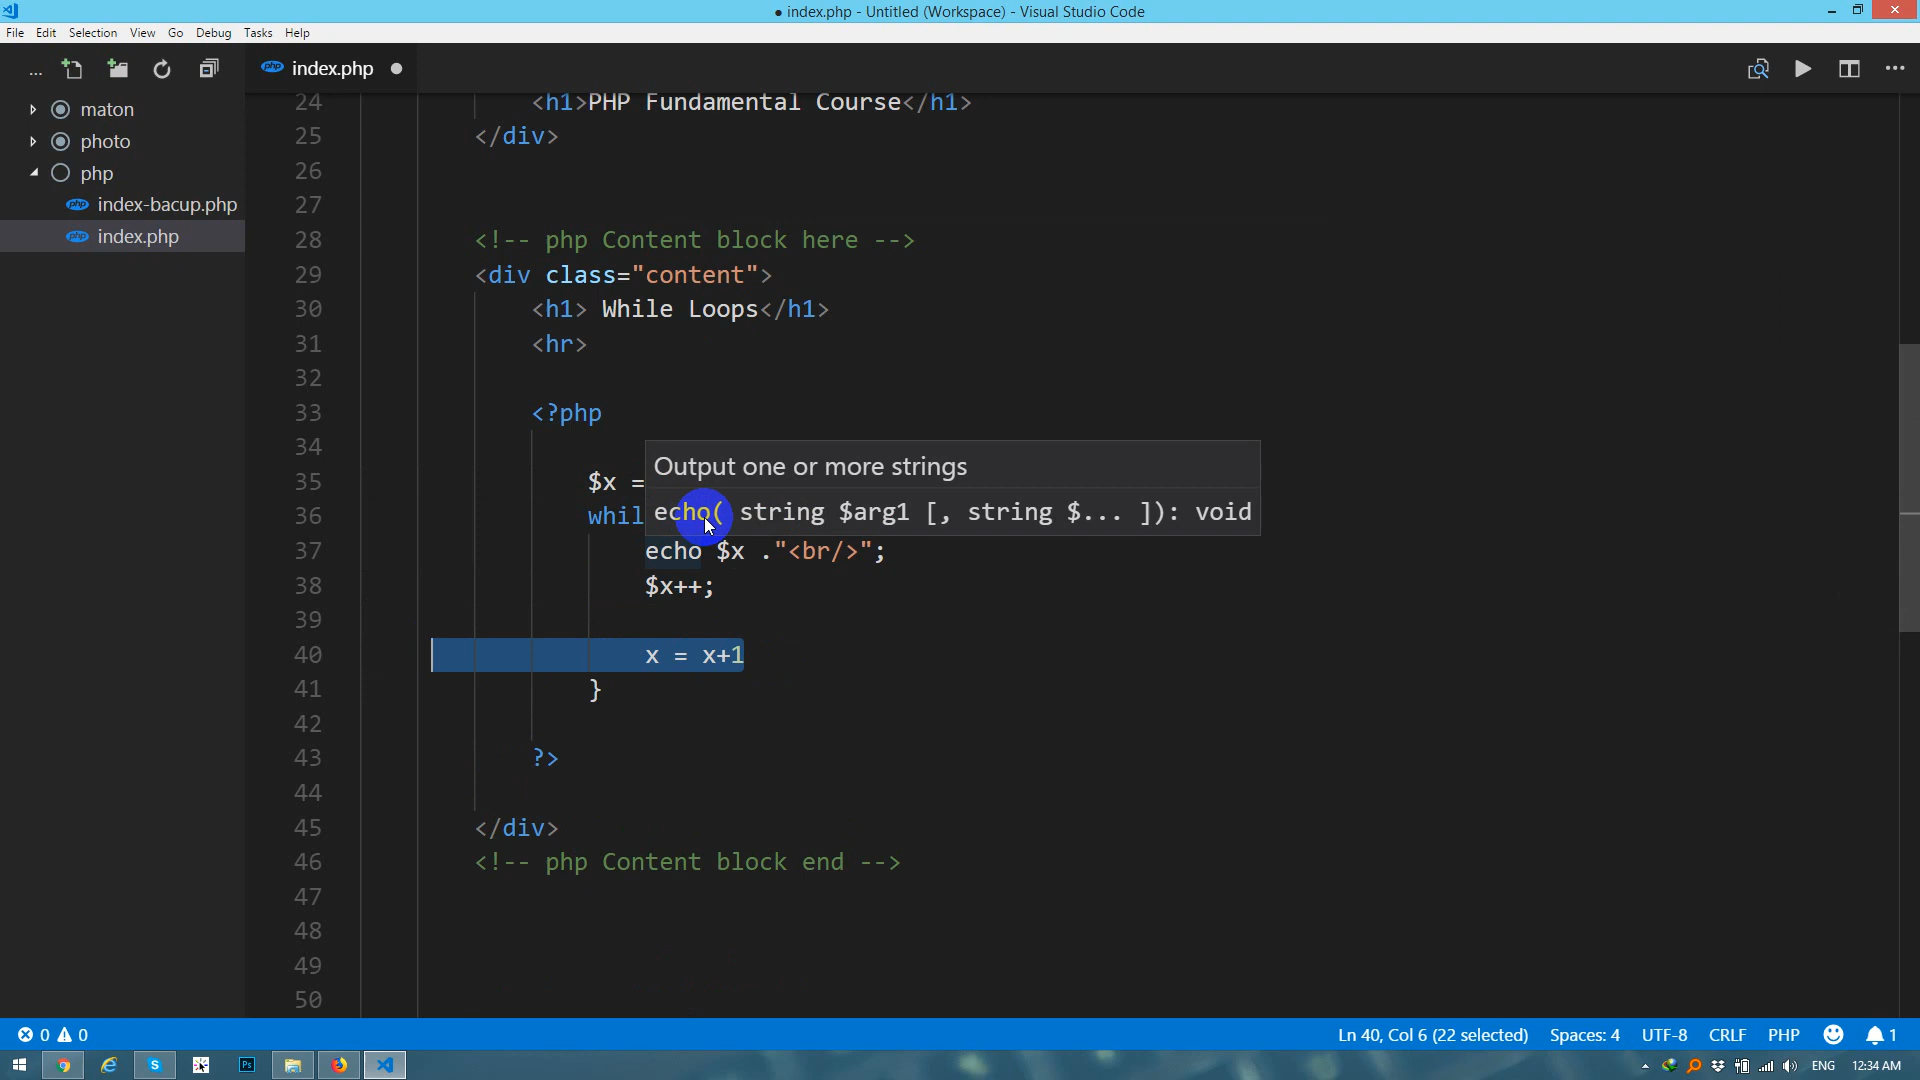 ● index.php - Untitled (Workspace) - Visual Studio Code
File Edit Selection View Go Debug Tasks Help
... index.php ●
maton
photo
php
index-bacup.php
index.php
24 <h1>PHP Fundamental Course</h1>
25 </div>
26
27
28 <!-- php Content block here -->
29 <div class="content">
30 <h1> While Loops</h1>
31 <hr>
32
33 <?php
34
Output one or more strings
35 $x =
36 whil
echo( string $arg1 [, string $... ]): void
37 echo $x ."<br/>";
38 $x++;
39
40 x = x+1
41 }
42
43 ?>
44
45 </div>
46 <!-- php Content block end -->
47
48
49
50
0 0 Ln 40, Col 6 (22 selected) Spaces: 4 UTF-8 CRLF PHP 1
ENG 12:34 AM